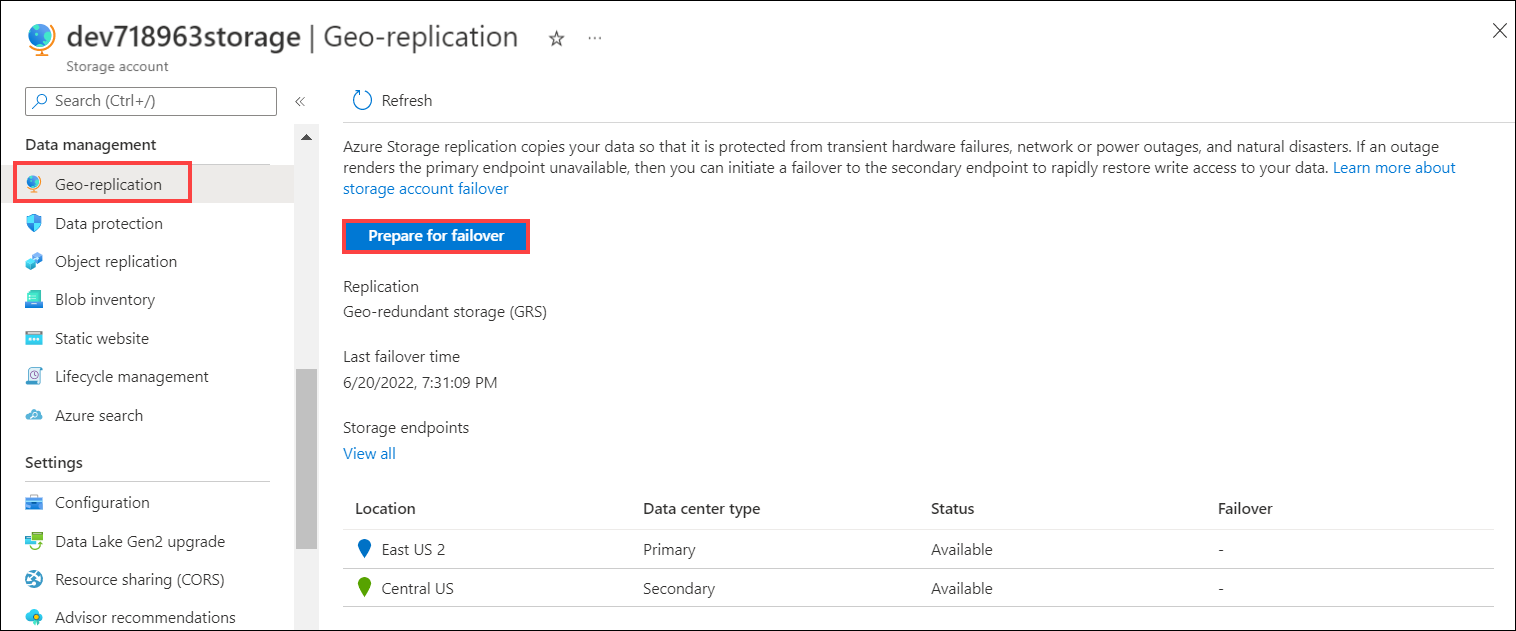 dev718963storage | Geo-replication ☆ ...
Storage account
Search (Ctrl+/) «
Refresh
Data management
Geo-replication
Data protection
Object replication
Blob inventory
Static website
Lifecycle management
Azure search
Settings
Configuration
Data Lake Gen2 upgrade
Resource sharing (CORS)
Advisor recommendations
Azure Storage replication copies your data so that it is protected from transient hardware failures, network or power outages, and natural disasters. If an outage
renders the primary endpoint unavailable, then you can initiate a failover to the secondary endpoint to rapidly restore write access to your data. Learn more about
storage account failover
Prepare for failover
Replication
Geo-redundant storage (GRS)
Last failover time
6/20/2022, 7:31:09 PM
Storage endpoints
View all
Location Data center type Status Failover
East US 2 Primary Available -
Central US Secondary Available -